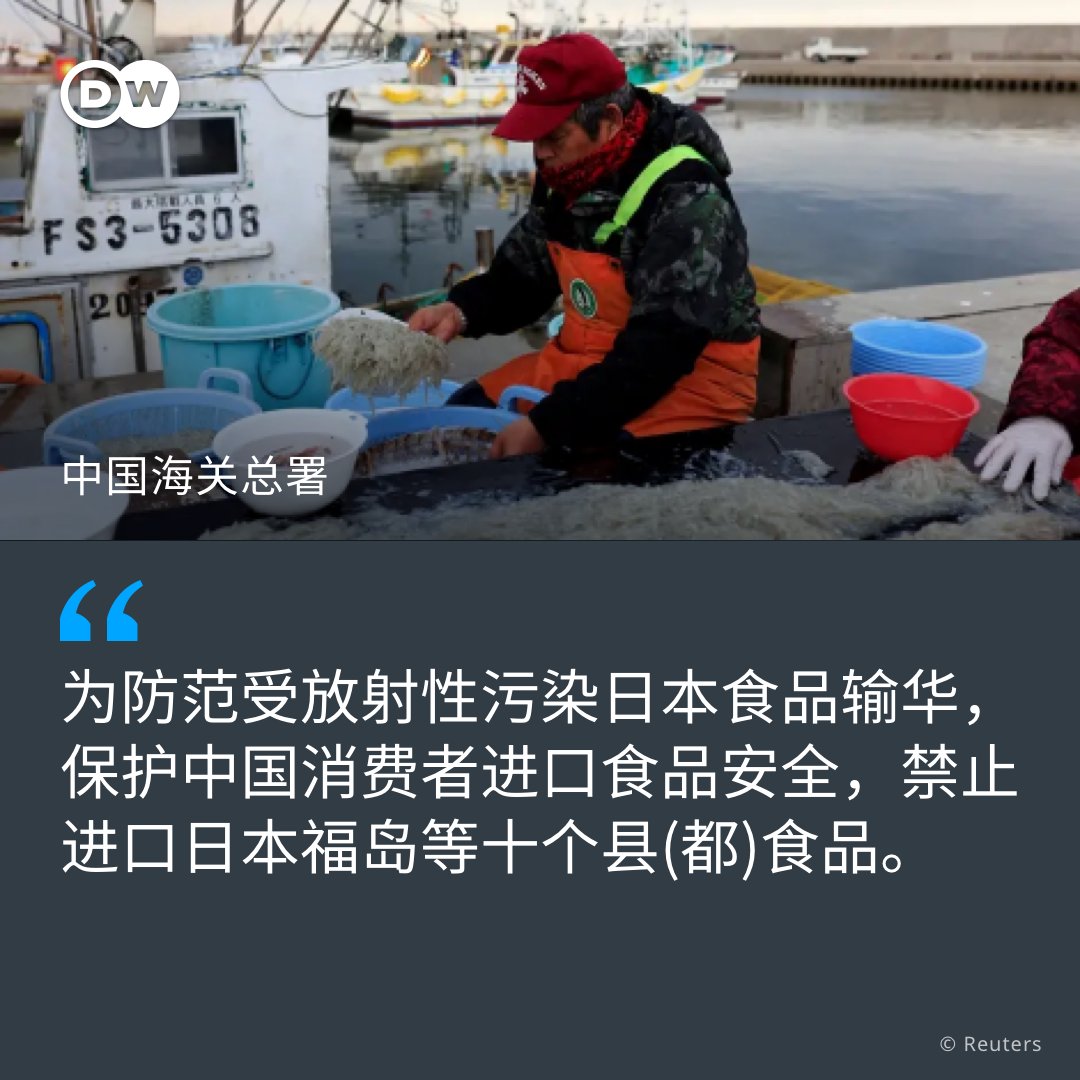 DW
FS3-5308
中国海关总署
为防范受放射性污染日本食品输华，
保护中国消费者进口食品安全，禁止
进口日本福岛等十个县(都)食品。
© Reuters